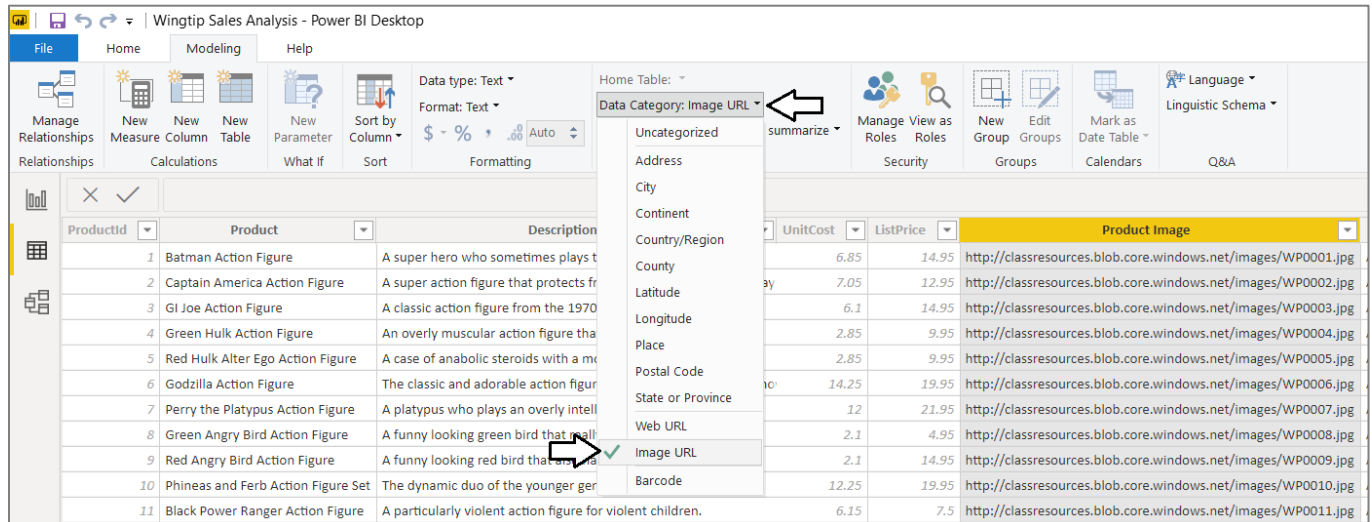 Wingtip Sales Analysis - Power BI Desktop
File Home Modeling Help
Manage Relationships
New Measure
New Column
New Table
New Parameter
Sort by Column
Data type: Text
Format: Text
$ - % , .00 Auto
Home Table:
Data Category: Image URL
summarize
Manage Roles
View as Roles
New Group
Edit Groups
Mark as Date Table
Language
Linguistic Schema
Relationships Calculations What If Sort Formatting Security Groups Calendars Q&A
Uncategorized
Address
City
Continent
Country/Region
County
Latitude
Longitude
Place
Postal Code
State or Province
Web URL
Image URL
Barcode
ProductId Product Description UnitCost ListPrice Product Image
1 Batman Action Figure A super hero who sometimes plays t 6.85 14.95 http://classresources.blob.core.windows.net/images/WP0001.jpg
2 Captain America Action Figure A super action figure that protects fr ay 7.05 12.95 http://classresources.blob.core.windows.net/images/WP0002.jpg
3 GI Joe Action Figure A classic action figure from the 1970 6.1 14.95 http://classresources.blob.core.windows.net/images/WP0003.jpg
4 Green Hulk Action Figure An overly muscular action figure tha 2.85 9.95 http://classresources.blob.core.windows.net/images/WP0004.jpg
5 Red Hulk Alter Ego Action Figure A case of anabolic steroids with a mo 2.85 9.95 http://classresources.blob.core.windows.net/images/WP0005.jpg
6 Godzilla Action Figure The classic and adorable action figur 14.25 19.95 http://classresources.blob.core.windows.net/images/WP0006.jpg
7 Perry the Platypus Action Figure A platypus who plays an overly intell 12 21.95 http://classresources.blob.core.windows.net/images/WP0007.jpg
8 Green Angry Bird Action Figure A funny looking green bird that really 2.1 4.95 http://classresources.blob.core.windows.net/images/WP0008.jpg
9 Red Angry Bird Action Figure A funny looking red bird that 2.1 14.95 http://classresources.blob.core.windows.net/images/WP0009.jpg
10 Phineas and Ferb Action Figure Set The dynamic duo of the younger ger 12.25 19.95 http://classresources.blob.core.windows.net/images/WP0010.jpg
11 Black Power Ranger Action Figure A particularly violent action figure for violent children. 6.15 7.5 http://classresources.blob.core.windows.net/images/WP0011.jpg